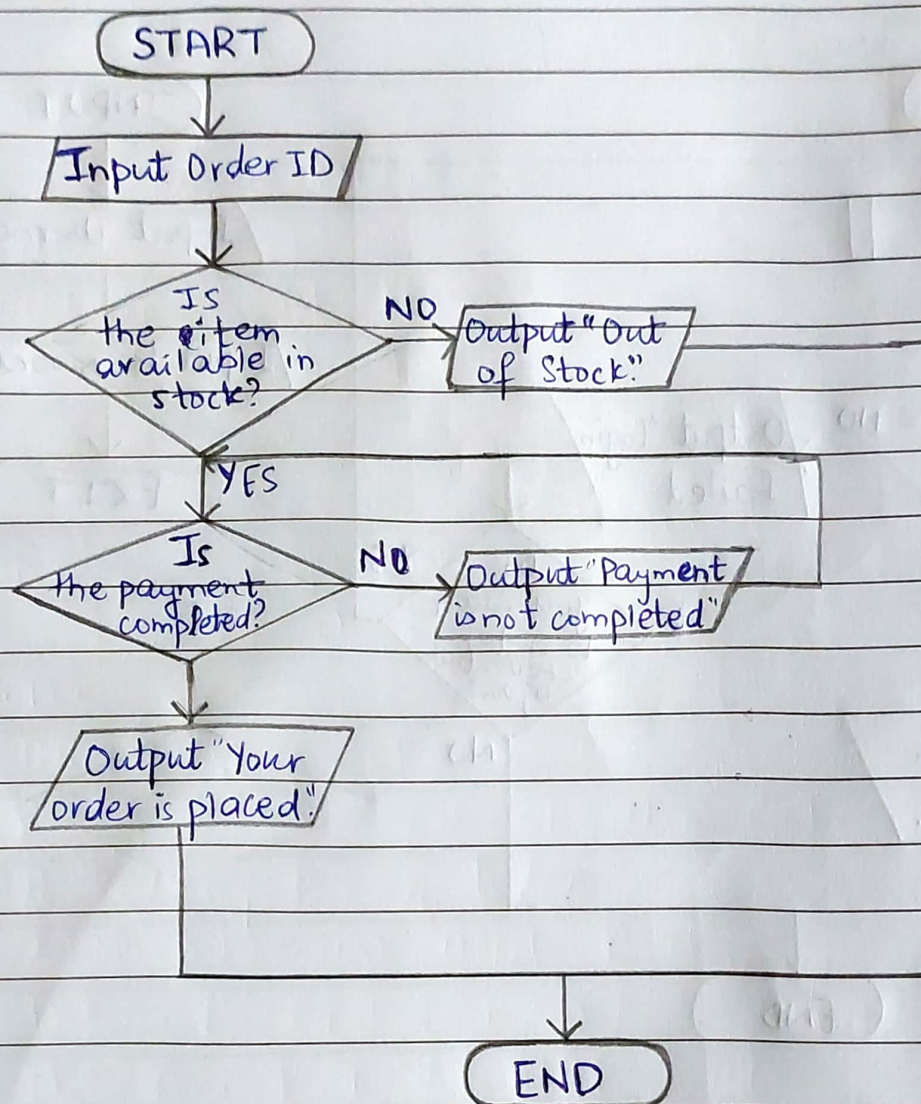 START
Input Order ID
Is
the item
available in
stock?
NO
Output "Out
of Stock."
YES
Is
the payment
completed?
NO
Output "Payment
is not completed"
Output "Your
order is placed."
END